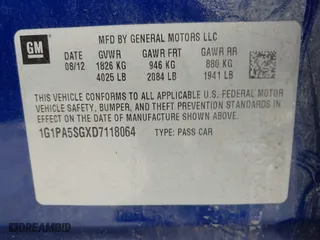 GM
MFD BY GENERAL MOTORS LLC
DATE GVWR GAWR FRT GAWR RR
08/12 1826 KG 946 KG 880 KG
4025 LB 2084 LB 1941 LB
THIS VEHICLE CONFORMS TO ALL APPLICABLE U.S. FEDERAL MOTOR
VEHICLE SAFETY, BUMPER, AND THEFT PREVENTION STANDARDS IN
EFFECT ON THE DATE OF MANUFACTURE SHOWN ABOVE.
1G1PA5SGXD7118064 TYPE: PASS CAR